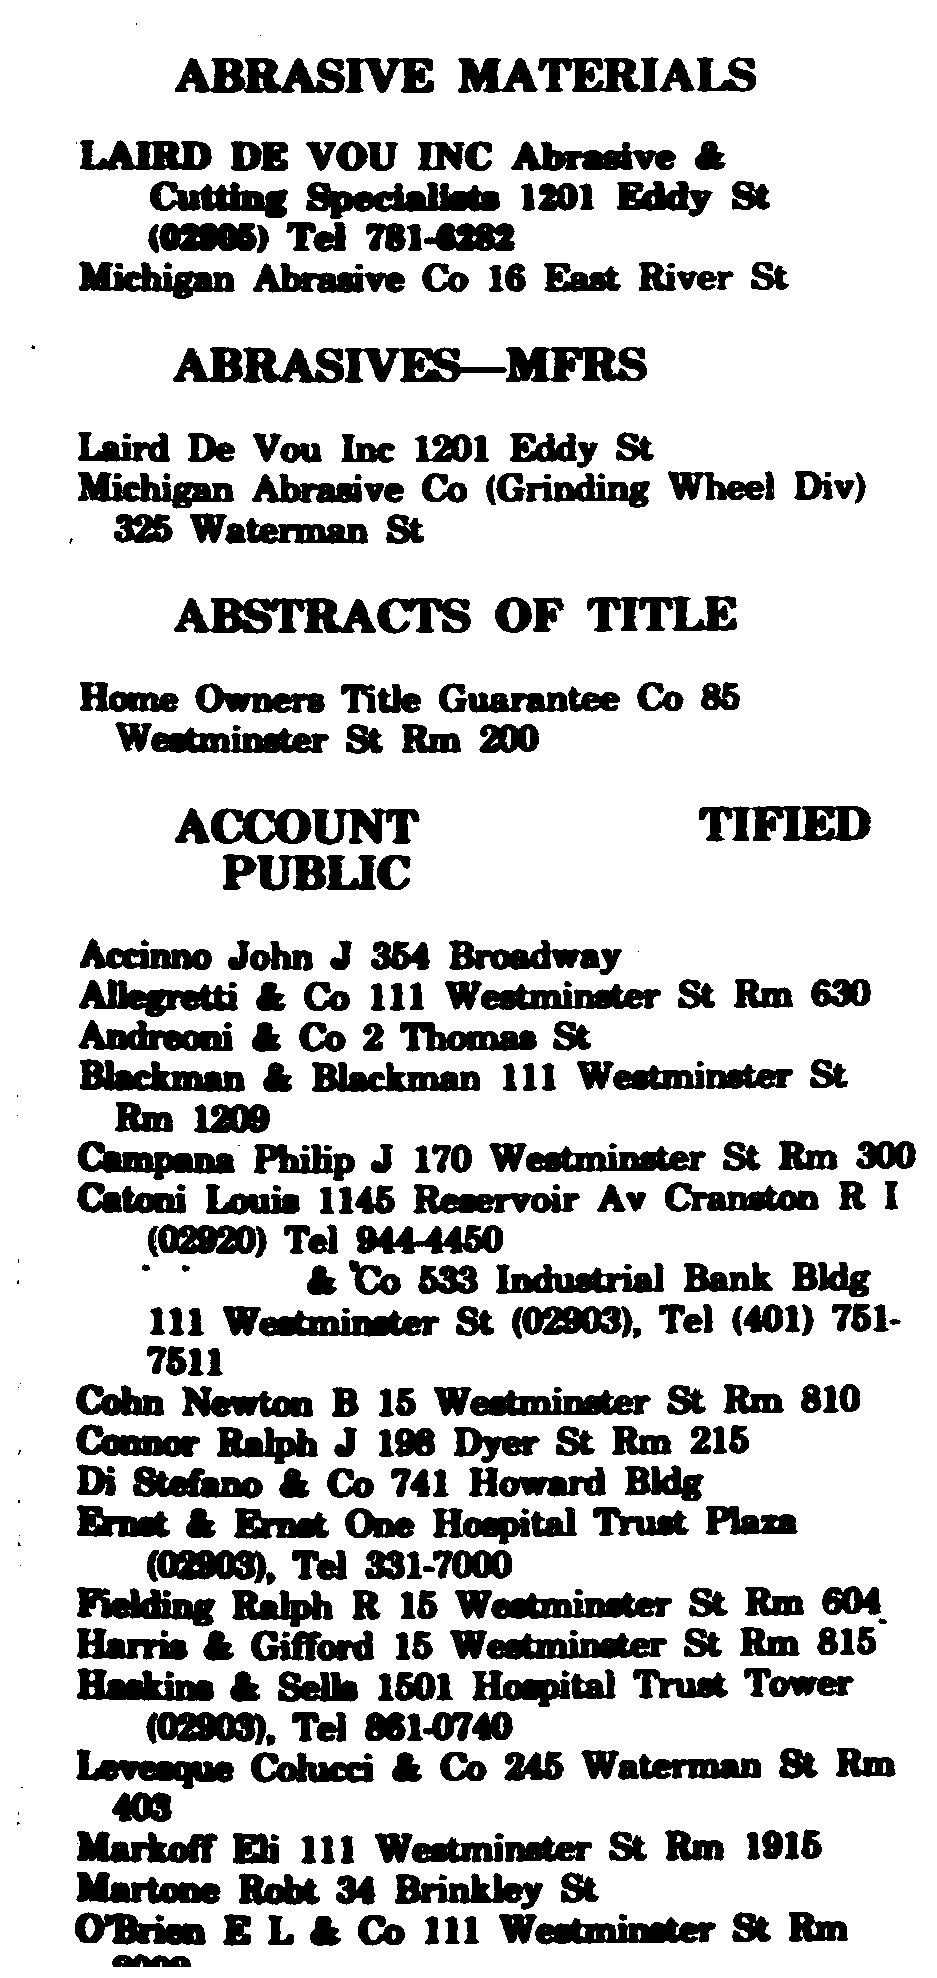 ABRASIVE MATERIALS
LAIRD DE VOU INC Abrasive &
Cutting Specialists 1201 Eddy St
(02905) Tel 781-6282
Michigan Abrasive Co 16 East River St
ABRASIVES—MFRS
Laird De Vou Inc 1201 Eddy St
Michigan Abrasive Co (Grinding Wheel Div)
325 Waterman St
ABSTRACTS OF TITLE
Home Owners Title Guarantee Co 85
Westminster St Rm 200
ACCOUNT TIFIED
PUBLIC
Accinno John J 354 Broadway
Allegretti & Co 111 Westminster St Rm 630
Andreoni & Co 2 Thomas St
Blackman & Blackman 111 Westminster St
Rm 1209
Campana Philip J 170 Westminster St Rm 300
Catoni Louis 1145 Reservoir Av Cranston R I
(02920) Tel 944-4450
& Co 533 Industrial Bank Bldg
111 Westminster St (02903), Tel (401) 751-
7511
Cohn Newton B 15 Westminster St Rm 810
Connor Ralph J 198 Dyer St Rm 215
Di Stefano & Co 741 Howard Bldg
Ernst & Ernst One Hospital Trust Plaza
(02903), Tel 331-7000
Fielding Ralph R 15 Westminster St Rm 604
Harris & Gifford 15 Westminster St Rm 815
Haskins & Sells 1501 Hospital Trust Tower
(02903), Tel 861-0740
Levesque Colucci & Co 245 Waterman St Rm
403
Markoff Eli 111 Westminster St Rm 1915
Martone Robt 34 Brinkley St
O'Brien E L & Co 111 Westminster St Rm